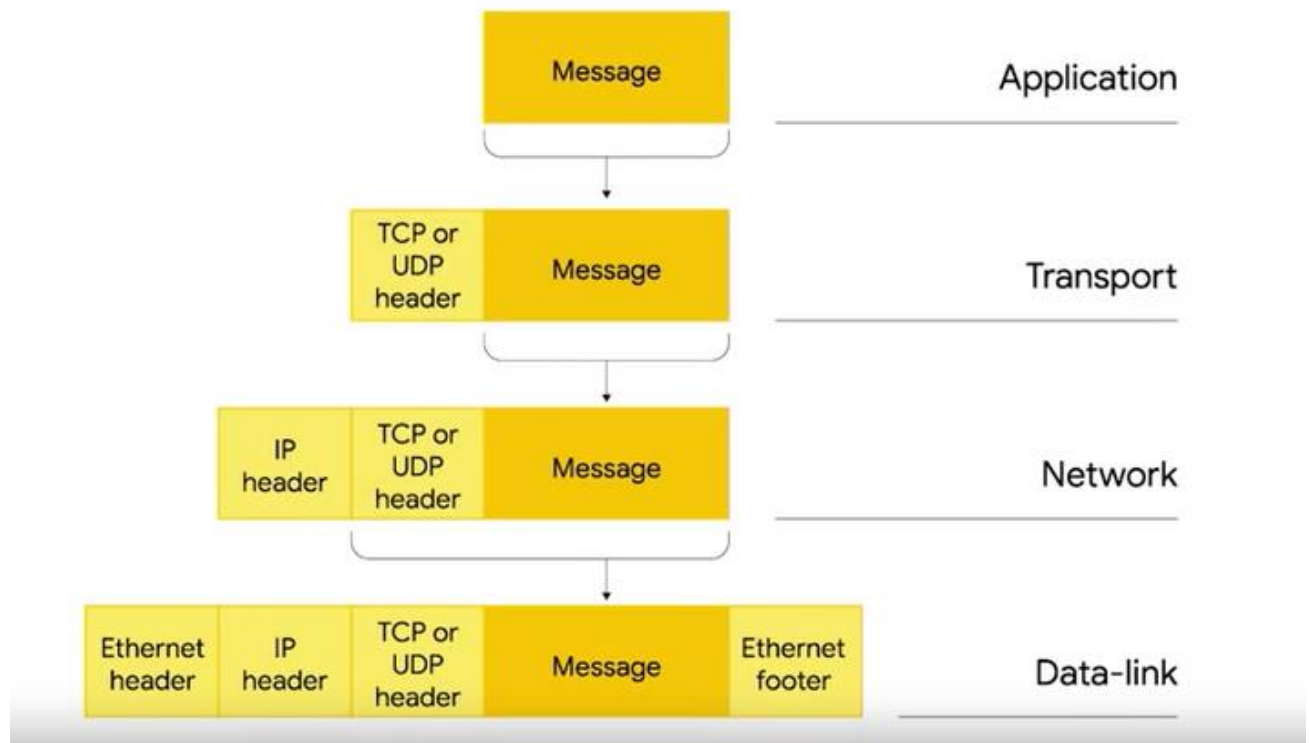 Message
Application
TCP or
UDP
header
Message
Transport
IP
header
TCP or
UDP
header
Message
Network
Ethernet
header
IP
header
TCP or
UDP
header
Message
Ethernet
footer
Data-link